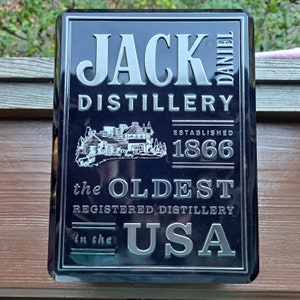 JACK DANIEL
DISTILLERY
ESTABLISHED
1866
the OLDEST
REGISTERED DISTILLERY
in the USA